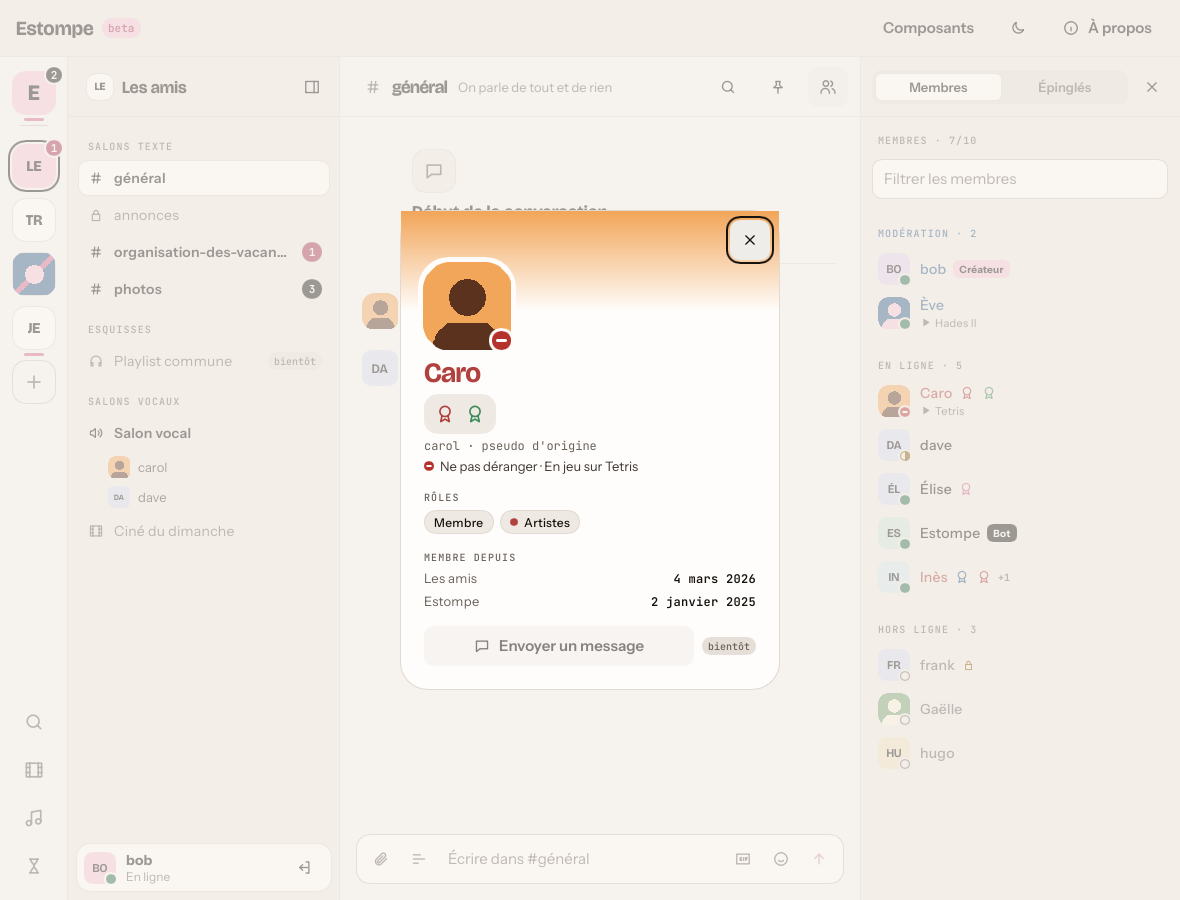 Estompe beta
Composants
À propos
E
2
LE
1
TR
JE
LE Les amis
SALONS TEXTE
# général
annonces
# organisation-des-vacan... 1
# photos 3
ESQUISSES
Playlist commune bientôt
SALONS VOCAUX
Salon vocal
carol
DA dave
Ciné du dimanche
BO bob
En ligne
# général On parle de tout et de rien
DA
Caro
carol · pseudo d'origine
Ne pas déranger · En jeu sur Tetris
RÔLES
Membre Artistes
MEMBRE DEPUIS
Les amis 4 mars 2026
Estompe 2 janvier 2025
Envoyer un message bientôt
Écrire dans #général
GIF
Membres Épinglés
MEMBRES · 7/10
Filtrer les membres
MODÉRATION · 2
BO bob Créateur
Ève
Hades II
EN LIGNE · 5
Caro
Tetris
DA dave
ÉL Élise
ES Estompe Bot
IN Inès +1
HORS LIGNE · 3
FR frank
Gaëlle
HU hugo